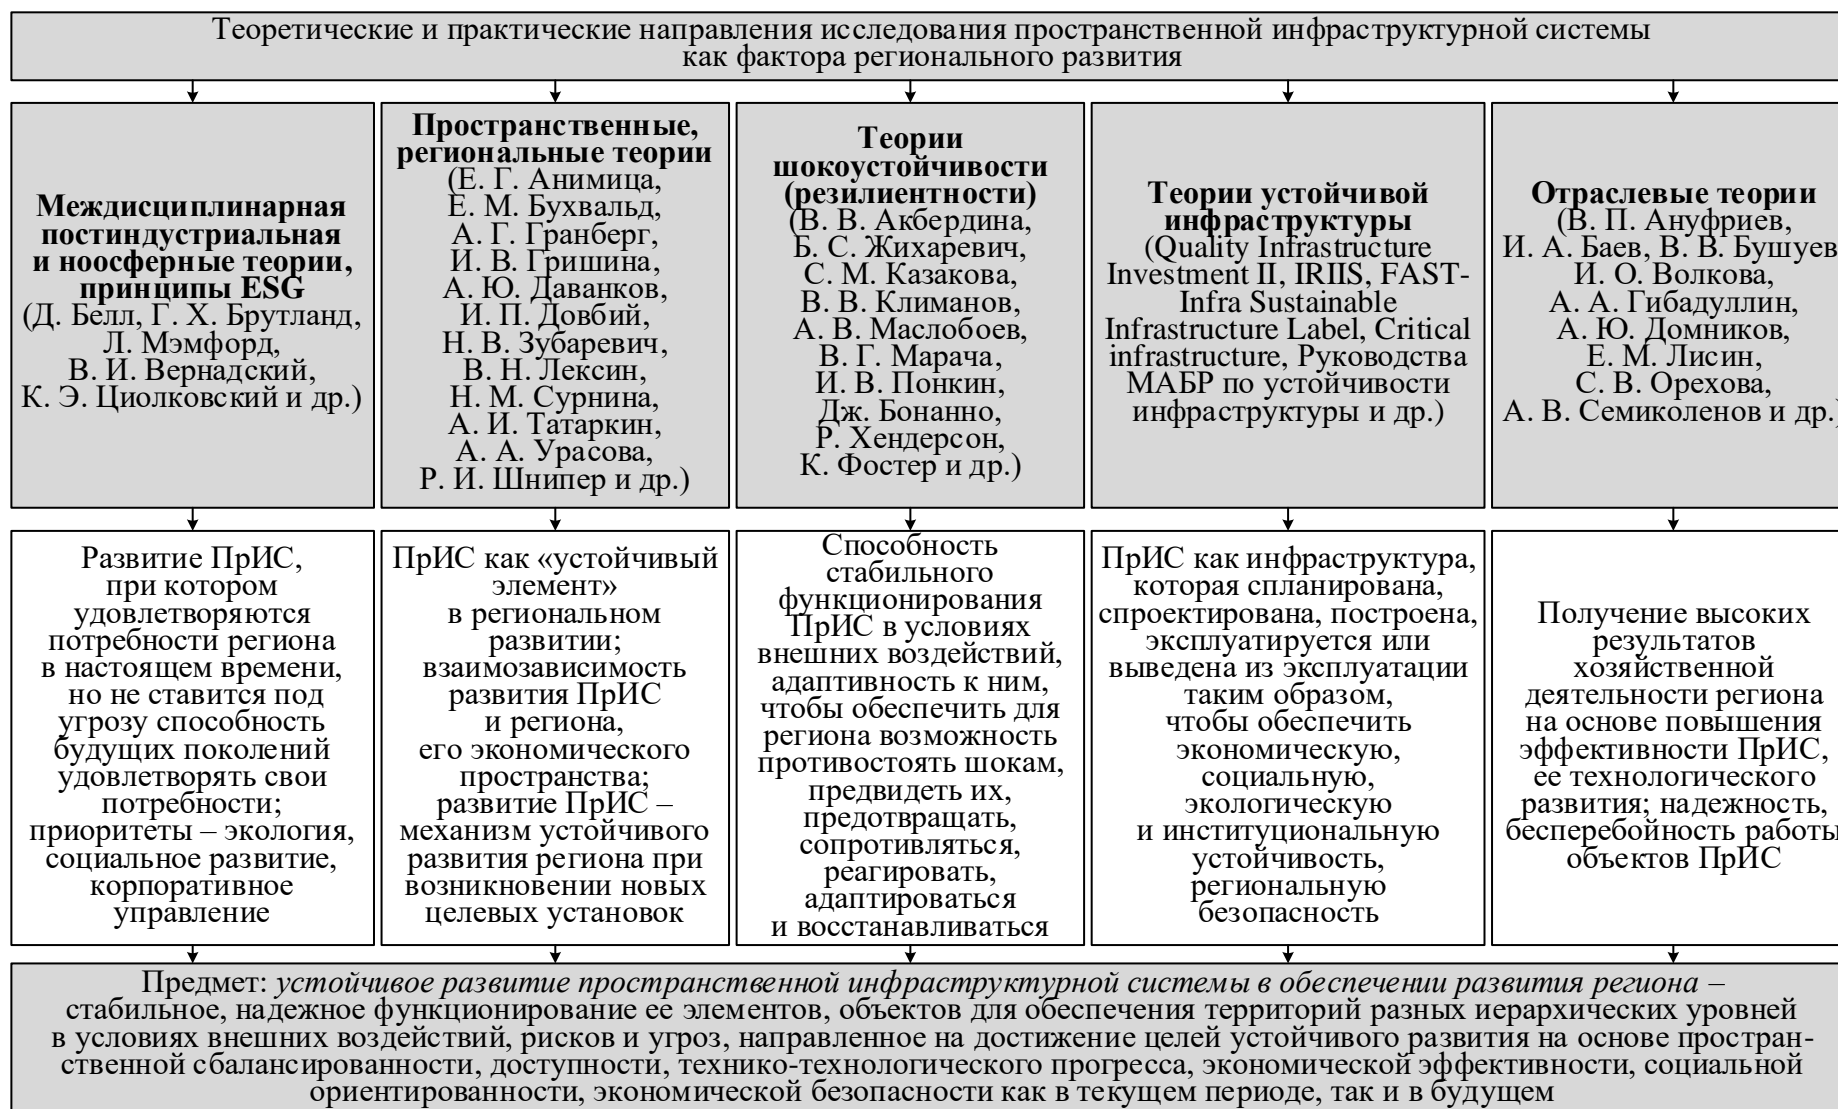 Теоретические и практические направления исследования пространственной инфраструктурной системы
как фактора регионального развития
Междисциплинарная
постиндустриальная
и ноосферные теории,
принципы ESG
(Д. Белл, Г. Х. Брутланд,
Л. Мэмфорд,
В. И. Вернадский,
К. Э. Циолковский и др.)
Пространственные,
региональные теории
(Е. Г. Анимица,
Е. М. Бухвальд,
А. Г. Гранберг,
И. В. Гришина,
А. Ю. Даванков,
И. П. Довбий,
Н. В. Зубаревич,
В. Н. Лексин,
Н. М. Сурнина,
А. И. Татаркин,
А. А. Урасова,
Р. И. Шнипер и др.)
Теории
шокоустойчивости
(резилиентности)
(В. В. Акбердина,
Б. С. Жихаревич,
С. М. Казакова,
В. В. Климанов,
А. В. Маслобоев,
В. Г. Марача,
И. В. Понкин,
Дж. Бонанно,
Р. Хендерсон,
К. Фостер и др.)
Теории устойчивой
инфраструктуры
(Quality Infrastructure
Investment II, IRIIS, FAST-
Infra Sustainable
Infrastructure Label, Critical
infrastructure, Руководства
МАБР по устойчивости
инфраструктуры и др.)
Отраслевые теории
(В. П. Ануфриев,
И. А. Баев, В. В. Бушуев
И. О. Волкова,
А. А. Гибадуллин,
А. Ю. Домников,
Е. М. Лисин,
С. В. Орехова,
А. В. Семиколенов и др.)
Развитие ПрИС,
при котором
удовлетворяются
потребности региона
в настоящем времени,
но не ставится под
угрозу способность
будущих поколений
удовлетворять свои
потребности;
приоритеты – экология,
социальное развитие,
корпоративное
управление
ПрИС как «устойчивый
элемент»
в региональном
развитии;
взаимозависимость
развития ПрИС
и региона,
его экономического
пространства;
развитие ПрИС –
механизм устойчивого
развития региона при
возникновении новых
целевых установок
Способность
стабильного
функционирования
ПрИС в условиях
внешних воздействий,
адаптивность к ним,
чтобы обеспечить для
региона возможность
противостоять шокам,
предвидеть их,
предотвращать,
сопротивляться,
реагировать,
адаптироваться
и восстанавливаться
ПрИС как инфраструктура,
которая спланирована,
спроектирована, построена,
эксплуатируется или
выведена из эксплуатации
таким образом,
чтобы обеспечить
экономическую,
социальную,
экологическую
и институциональную
устойчивость,
региональную
безопасность
Получение высоких
результатов
хозяйственной
деятельности региона
на основе повышения
эффективности ПрИС,
ее технологического
развития; надежность,
бесперебойность работы
объектов ПрИС
Предмет: устойчивое развитие пространственной инфраструктурной системы в обеспечении развития региона –
стабильное, надежное функционирование ее элементов, объектов для обеспечения территорий разных иерархических уровней
в условиях внешних воздействий, рисков и угроз, направленное на достижение целей устойчивого развития на основе простран-
ственной сбалансированности, доступности, технико-технологического прогресса, экономической эффективности, социальной
ориентированности, экономической безопасности как в текущем периоде, так и в будущем